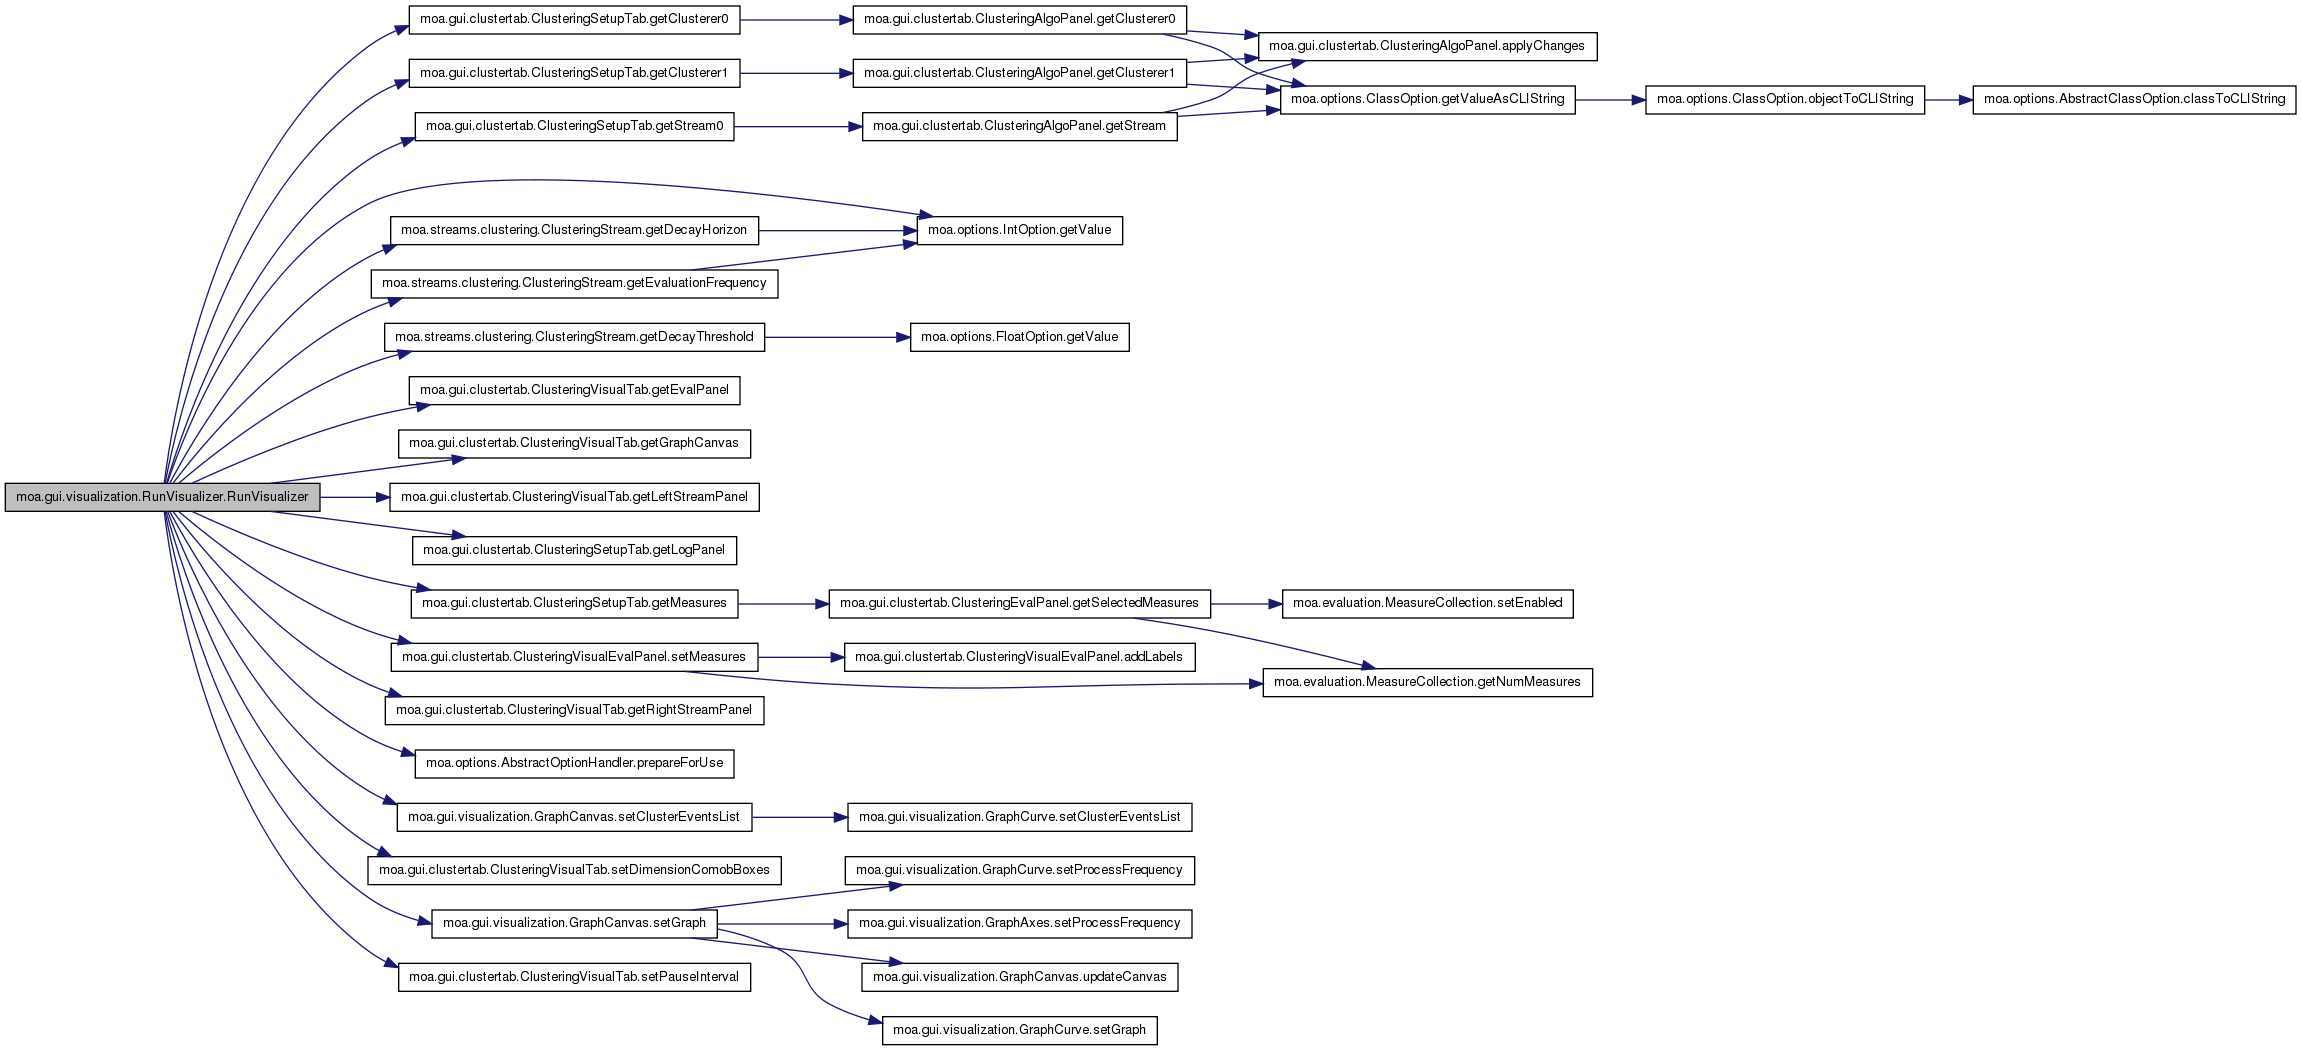 moa.gui.clustertab.ClusteringSetupTab.getClusterer0
moa.gui.clustertab.ClusteringAlgoPanel.getClusterer0
moa.gui.clustertab.ClusteringAlgoPanel.applyChanges
moa.gui.clustertab.ClusteringSetupTab.getClusterer1
moa.gui.clustertab.ClusteringAlgoPanel.getClusterer1
moa.options.ClassOption.getValueAsCLIString
moa.options.ClassOption.objectToCLIString
moa.options.AbstractClassOption.classToCLIString
moa.gui.clustertab.ClusteringSetupTab.getStream0
moa.gui.clustertab.ClusteringAlgoPanel.getStream
moa.streams.clustering.ClusteringStream.getDecayHorizon
moa.options.IntOption.getValue
moa.streams.clustering.ClusteringStream.getEvaluationFrequency
moa.streams.clustering.ClusteringStream.getDecayThreshold
moa.options.FloatOption.getValue
moa.gui.clustertab.ClusteringVisualTab.getEvalPanel
moa.gui.clustertab.ClusteringVisualTab.getGraphCanvas
moa.gui.visualization.RunVisualizer.RunVisualizer
moa.gui.clustertab.ClusteringVisualTab.getLeftStreamPanel
moa.gui.clustertab.ClusteringSetupTab.getLogPanel
moa.gui.clustertab.ClusteringSetupTab.getMeasures
moa.gui.clustertab.ClusteringEvalPanel.getSelectedMeasures
moa.evaluation.MeasureCollection.setEnabled
moa.gui.clustertab.ClusteringVisualEvalPanel.setMeasures
moa.gui.clustertab.ClusteringVisualEvalPanel.addLabels
moa.evaluation.MeasureCollection.getNumMeasures
moa.gui.clustertab.ClusteringVisualTab.getRightStreamPanel
moa.options.AbstractOptionHandler.prepareForUse
moa.gui.visualization.GraphCanvas.setClusterEventsList
moa.gui.visualization.GraphCurve.setClusterEventsList
moa.gui.clustertab.ClusteringVisualTab.setDimensionComobBoxes
moa.gui.visualization.GraphCurve.setProcessFrequency
moa.gui.visualization.GraphCanvas.setGraph
moa.gui.visualization.GraphAxes.setProcessFrequency
moa.gui.clustertab.ClusteringVisualTab.setPauseInterval
moa.gui.visualization.GraphCanvas.updateCanvas
moa.gui.visualization.GraphCurve.setGraph